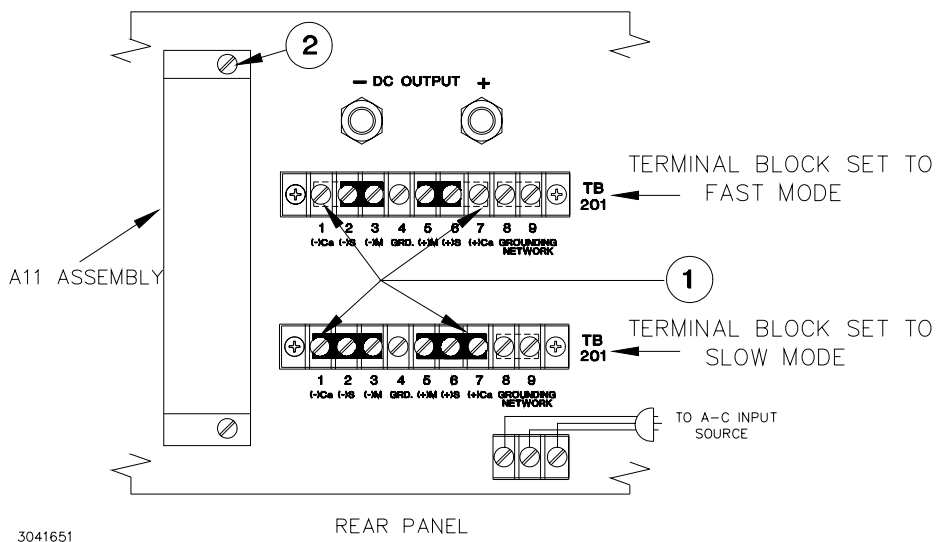 2
− DC OUTPUT +
TERMINAL BLOCK SET TO
FAST MODE
TB
201
1 2 3 4 5 6 7 8 9
(-)Ca (-)S (-)M GRD. (+)M (+)S (+)Ca GROUNDING
NETWORK
A11 ASSEMBLY
1
TERMINAL BLOCK SET TO
SLOW MODE
TB
201
1 2 3 4 5 6 7 8 9
(-)Ca (-)S (-)M GRD. (+)M (+)S (+)Ca GROUNDING
NETWORK
TO A-C INPUT
SOURCE
REAR PANEL
3041651